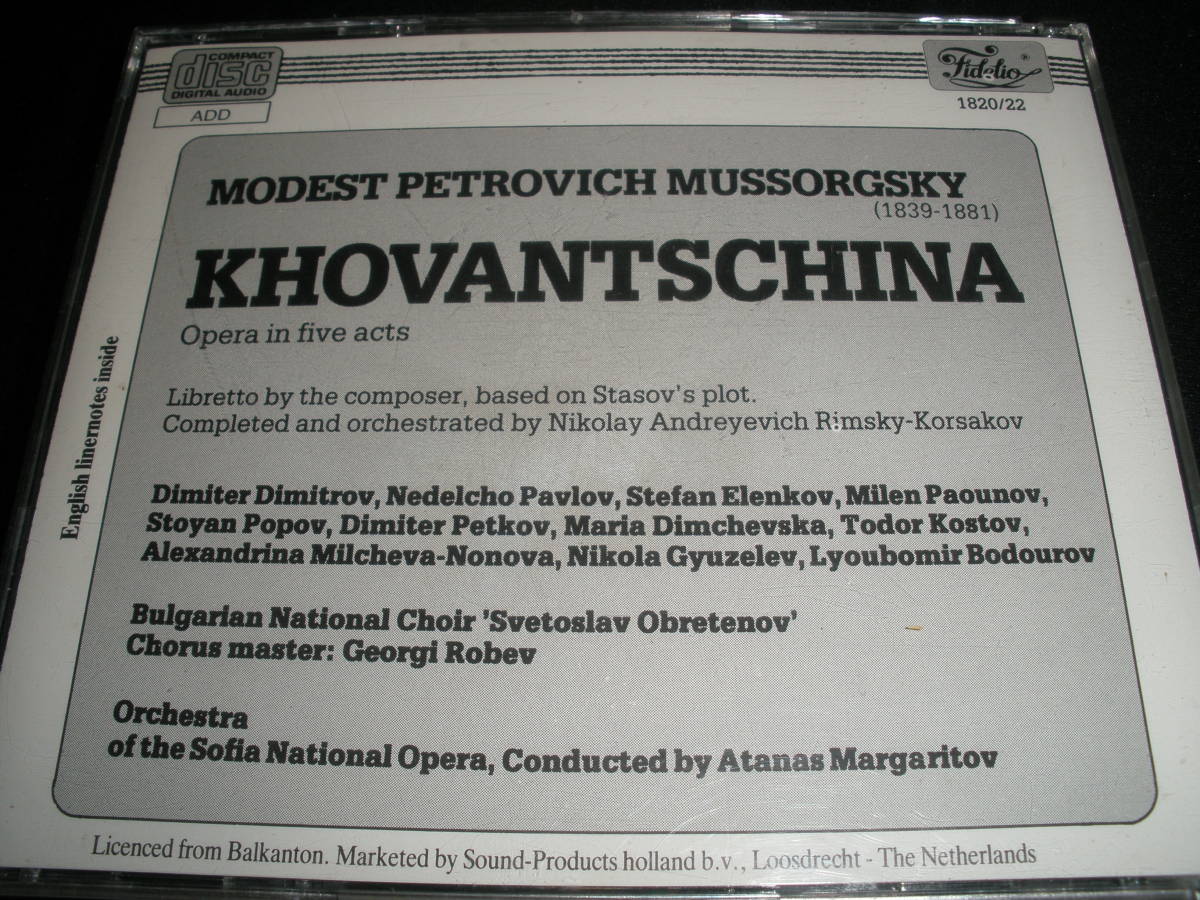 COMPACT
disc
DIGITAL AUDIO
ADD
Fidelio ®
1820/22
MODEST PETROVICH MUSSORGSKY
(1839-1881)
KHOVANTSCHINA
Opera in five acts
Libretto by the composer, based on Stasov's plot.
Completed and orchestrated by Nikolay Andreyevich Rimsky-Korsakov
Dimiter Dimitrov, Nedelcho Pavlov, Stefan Elenkov, Milen Paounov,
Stoyan Popov, Dimiter Petkov, Maria Dimchevska, Todor Kostov,
Alexandrina Milcheva-Nonova, Nikola Gyuzelev, Lyoubomir Bodourov
Bulgarian National Choir 'Svetoslav Obretenov'
Chorus master: Georgi Robev
Orchestra
of the Sofia National Opera, Conducted by Atanas Margaritov
English linernotes inside
Licenced from Balkanton. Marketed by Sound-Products holland b.v., Loosdrecht - The Netherlands